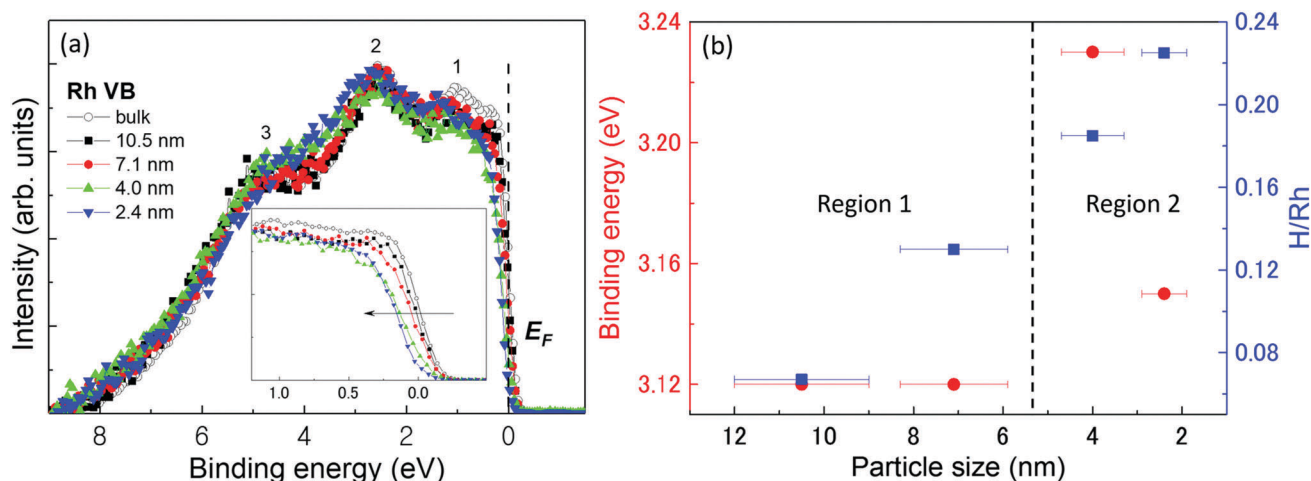 (a)
Rh VB
bulk
10.5 nm
7.1 nm
4.0 nm
2.4 nm
1
2
3
E_F
1.0 0.5 0.0
8 6 4 2 0
Binding energy (eV)
Intensity (arb. units)
(b)
3.24
3.20
3.16
3.12
Binding energy (eV)
Region 1
Region 2
0.24
0.20
0.16
0.12
0.08
H/Rh
12 10 8 6 4 2
Particle size (nm)